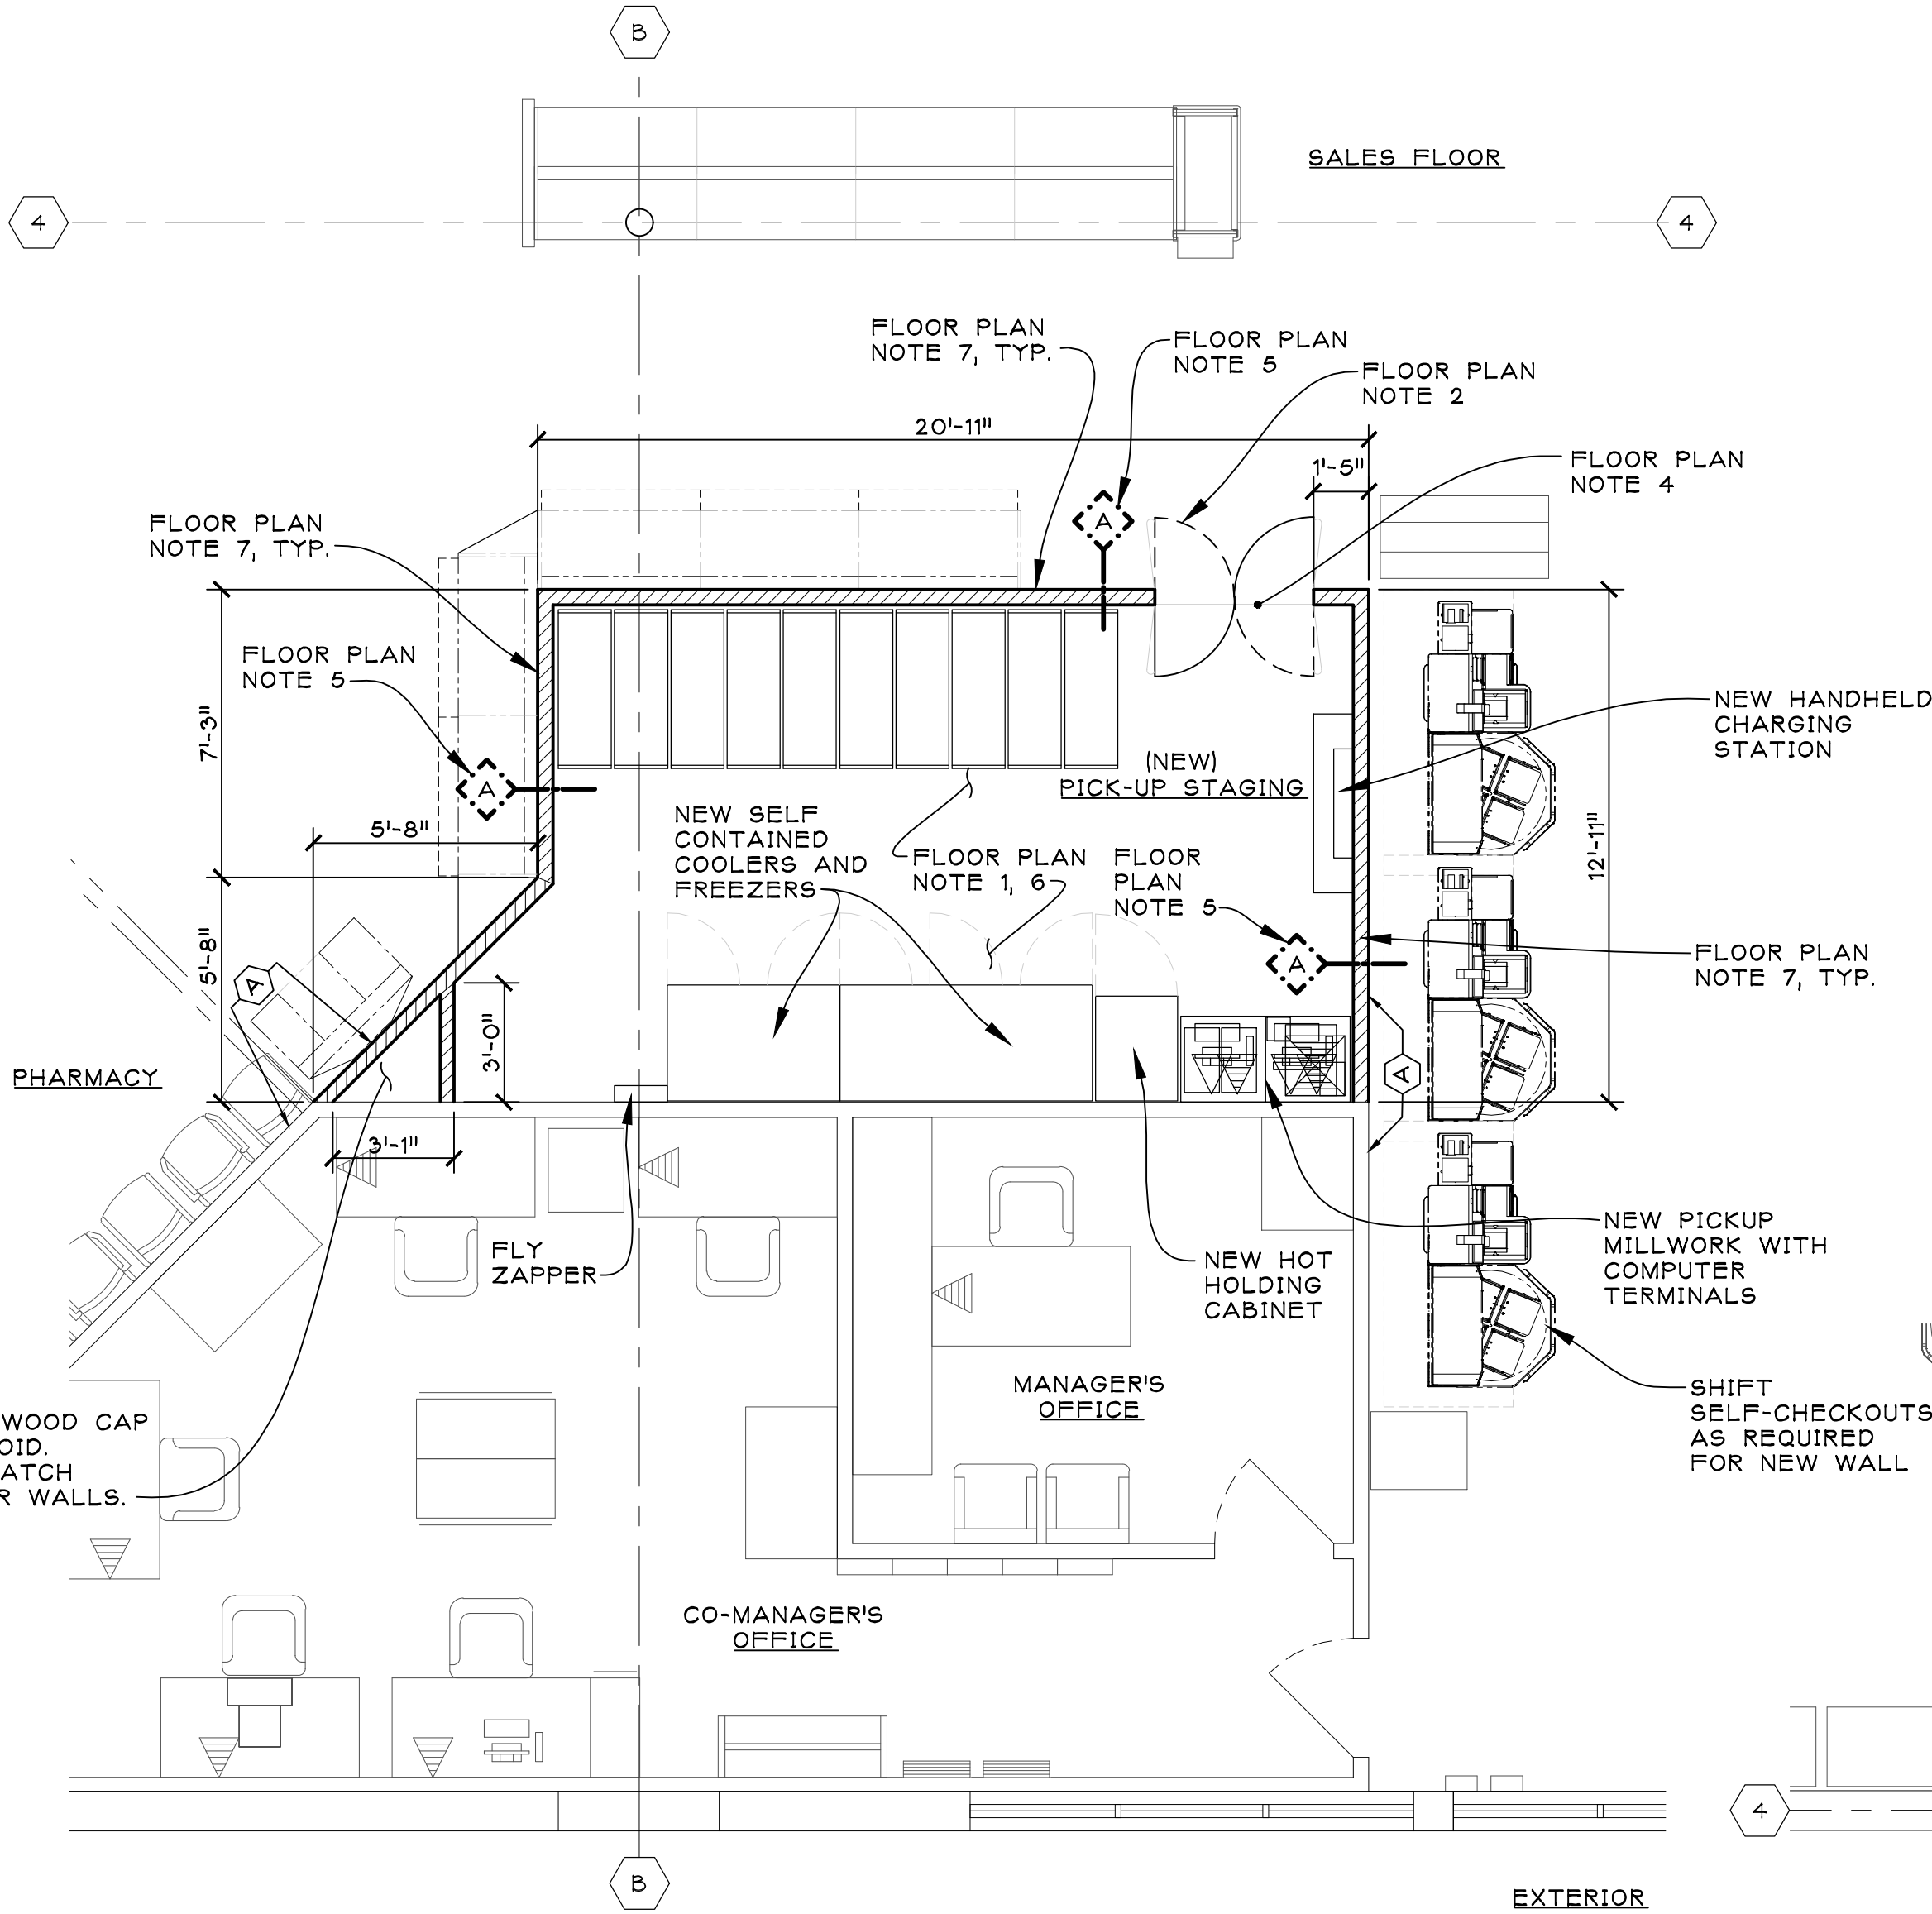 B
SALES FLOOR
4
4
FLOOR PLAN
NOTE 7, TYP.
FLOOR PLAN
NOTE 5
FLOOR PLAN
NOTE 2
20'-11"
1'-5"
FLOOR PLAN
NOTE 4
FLOOR PLAN
NOTE 7, TYP.
A
FLOOR PLAN
NOTE 5
7'-3"
A
5'-8"
NEW HANDHELD
CHARGING
STATION
(NEW)
PICK-UP STAGING
NEW SELF
CONTAINED
COOLERS AND
FREEZERS
FLOOR PLAN
NOTE 1, 6
FLOOR
PLAN
NOTE 5
12'-11"
A
FLOOR PLAN
NOTE 7, TYP.
5'-8"
A
3'-0"
PHARMACY
A
3'-1"
FLY
ZAPPER
NEW HOT
HOLDING
CABINET
NEW PICKUP
MILLWORK WITH
COMPUTER
TERMINALS
MANAGER'S
OFFICE
SHIFT
SELF-CHECKOUTS
AS REQUIRED
FOR NEW WALL
WOOD CAP
OID.
ATCH
R WALLS.
CO-MANAGER'S
OFFICE
4
B
EXTERIOR